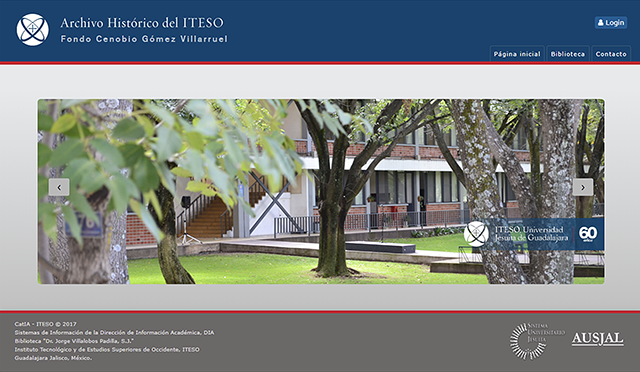 Archivo Histórico del ITESO
Fondo Cenobio Gómez Villarruel
Login
Página inicial
Biblioteca
Contacto
ITESO Universidad
Jesuita de Guadalajara
60
años
CatIA - ITESO © 2017
Sistemas de Información de la Dirección de Información Académica, DIA
Biblioteca "Dr. Jorge Villalobos Padilla, S.J."
Instituto Tecnológico y de Estudios Superiores de Occidente, ITESO
Guadalajara Jalisco, México.
SISTEMA
UNIVERSITARIO
JESUITA
AUSJAL